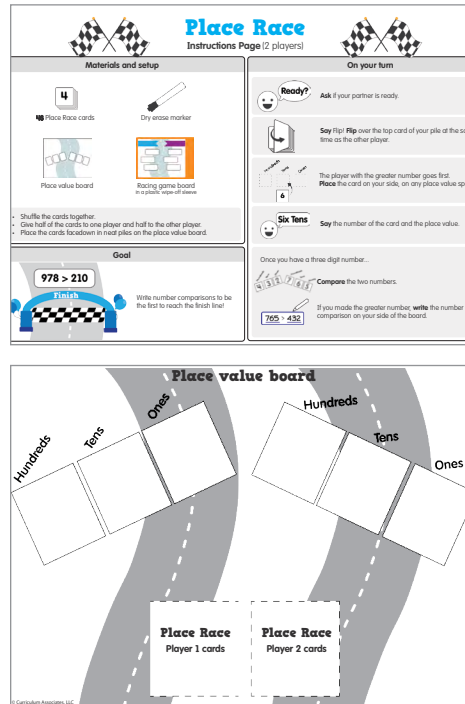 Place Race
Instructions Page (2 players)
Materials and setup
4
48 Place Race cards
Dry erase marker
Place value board
Racing game board
in a plastic wipe-off sleeve
• Shuffle the cards together.
• Give half of the cards to one player and half to the other player.
• Place the cards facedown in neat piles on the place value board.
Goal
978 > 210
Finish
Write number comparisons to be
the first to reach the finish line!
On your turn
Ready?
Ask if your partner is ready.
Say Flip! Flip over the top card of your pile at the
time as the other player.
Hundreds
Tens
Ones
6
The player with the greater number goes first.
Place the card on your side, on any place value
Six Tens
Say the number of the card and the place value.
Once you have a three digit number...
Compare the two numbers.
765 > 432
If you made the greater number, write the number
comparison on your side of the board.
Place value board
Hundreds
Tens
Ones
Hundreds
Tens
Ones
Place Race
Player 1 cards
Place Race
Player 2 cards
© Curriculum Associates, LLC